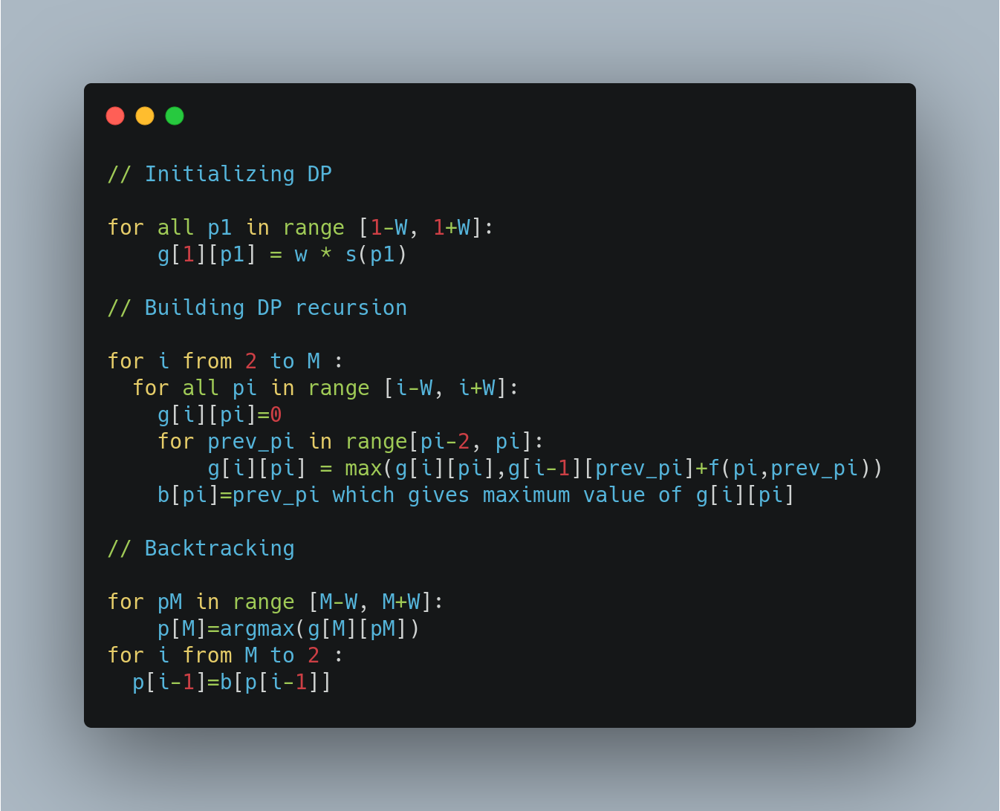 // Initializing DP
for all p1 in range [1-W, 1+W]:
g[1][p1] = w * s(p1)
// Building DP recursion
for i from 2 to M :
for all pi in range [i-W, i+W]:
g[i][pi]=0
for prev_pi in range[pi-2, pi]:
g[i][pi] = max(g[i][pi],g[i-1][prev_pi]+f(pi,prev_pi))
b[pi]=prev_pi which gives maximum value of g[i][pi]
// Backtracking
for pM in range [M-W, M+W]:
p[M]=argmax(g[M][pM])
for i from M to 2 :
p[i-1]=b[p[i-1]]